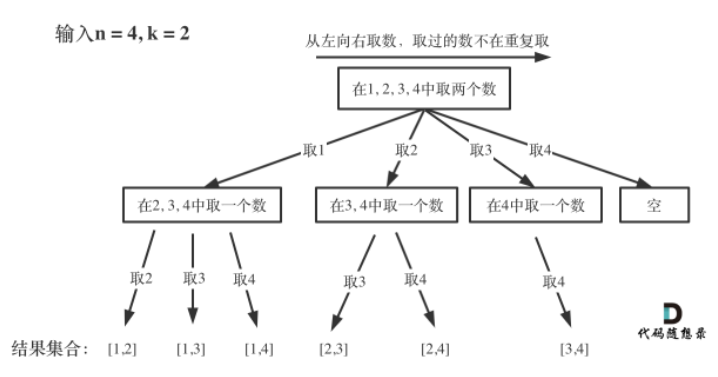 输入n = 4, k = 2
从左向右取数，取过的数不在重复取
在1, 2, 3, 4中取两个数
取1 取2 取3 取4
在2, 3, 4中取一个数 在3, 4中取一个数 在4中取一个数 空
取2 取3 取4 取3 取4 取4
代码随想录
结果集合： [1,2] [1,3] [1,4] [2,3] [2,4] [3,4]